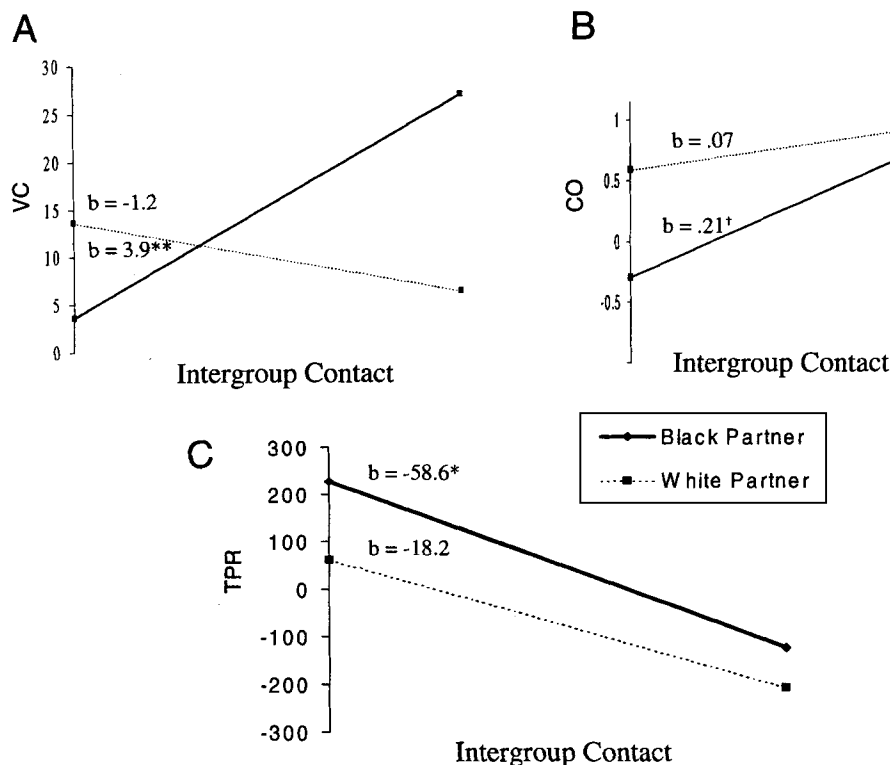 A
30
25
20
15
10
5
0
VC
b = -1.2
b = 3.9**
Intergroup Contact
B
1
0.5
0
-0.5
CO
b = .07
b = .21†
Intergroup Contact
C
300
200
100
0
-100
-200
-300
TPR
b = -58.6*
b = -18.2
Intergroup Contact
Black Partner
White Partner